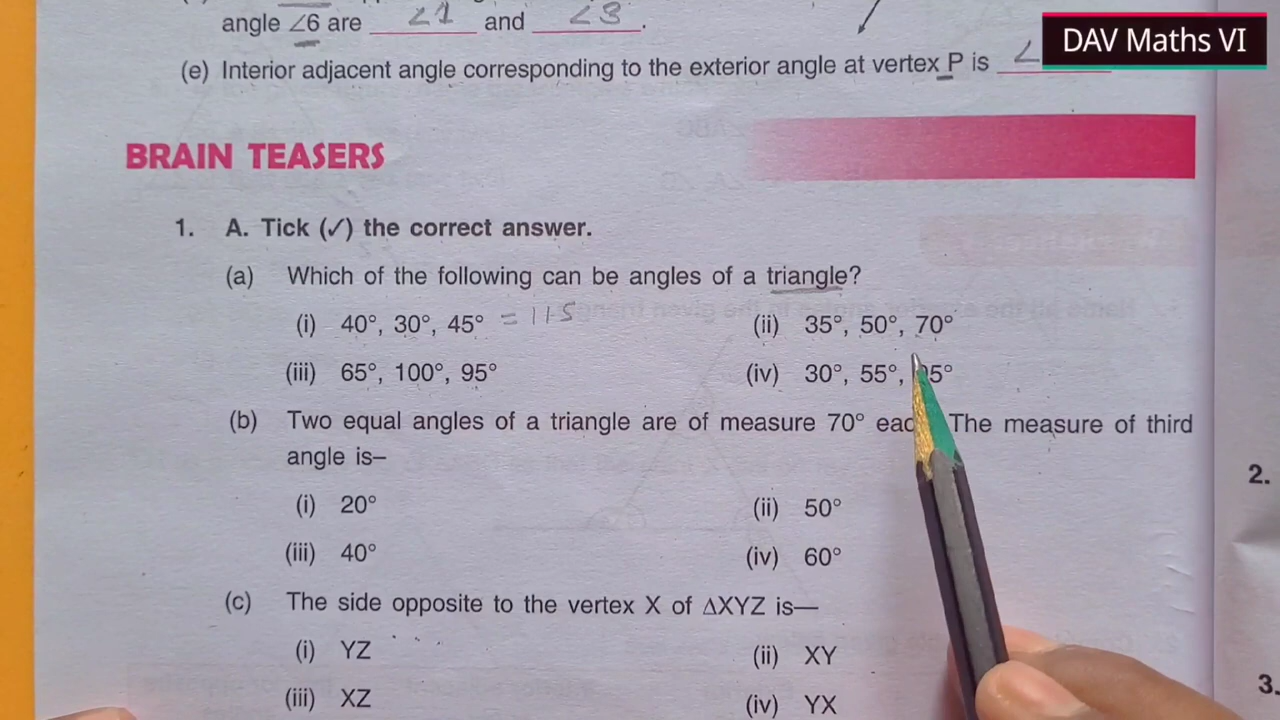 angle ∠6 are ∠1 and ∠3.
DAV Maths VI
(e) Interior adjacent angle corresponding to the exterior angle at vertex P is ∠
BRAIN TEASERS
1. A. Tick (✓) the correct answer.
(a) Which of the following can be angles of a triangle?
(i) 40°, 30°, 45° = 115 (ii) 35°, 50°, 70°
(iii) 65°, 100°, 95° (iv) 30°, 55°,
(b) Two equal angles of a triangle are of measure 70° The measure of third
angle is–
(i) 20° (ii) 50°
(iii) 40° (iv) 60°
(c) The side opposite to the vertex X of ΔXYZ is—
(i) YZ (ii) XY
(iii) XZ (iv) YX
2.
3.